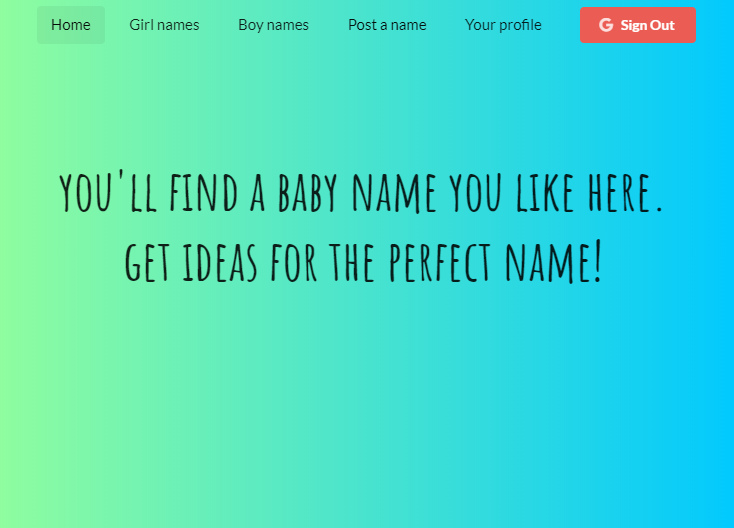 Home Girl names Boy names Post a name Your profile G Sign Out
YOU'LL FIND A BABY NAME YOU LIKE HERE.
GET IDEAS FOR THE PERFECT NAME!